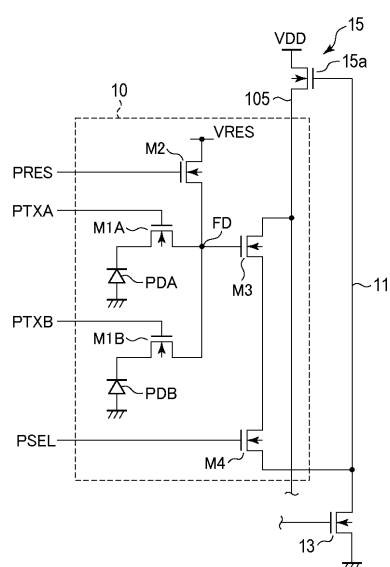 15
VDD
15a
105
10
VRES
M2
PRES
PTXA
FD
M1A
M3
PDA
11
PTXB
M1B
PDB
PSEL
M4
13